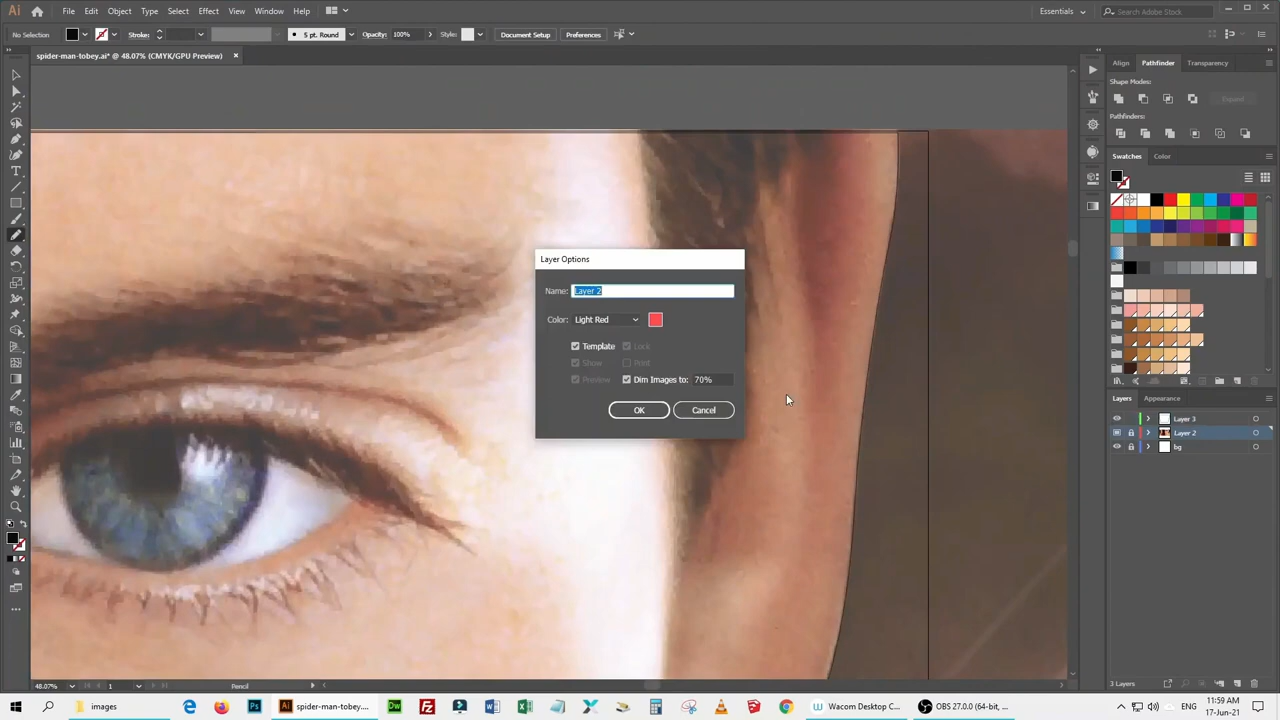 Ai File Edit Object Type Select Effect View Window Help Essentials Search Adobe Stock
No Selection Stroke: 5 pt. Round Opacity: 100% Style: Document Setup Preferences
spider-man-tobey.ai* @ 48.07% (CMYK/GPU Preview)
Align Pathfinder Transparency
Shape Modes:
Expand
Pathfinders:
Swatches Color
Layer Options
Name: Layer 2
Color: Light Red
Template Lock
Show Print
Preview Dim Images to: 70%
OK Cancel
Layers Appearance
Layer 3
Layer 2
bg
48.07% 1 Pencil 3 Layers
images Ps Ai spider-man-tobey.... Dw Fz Wacom Desktop C... OBS 27.0.0 (64-bit, ... ENG 11:59 AM
17-Jun-21